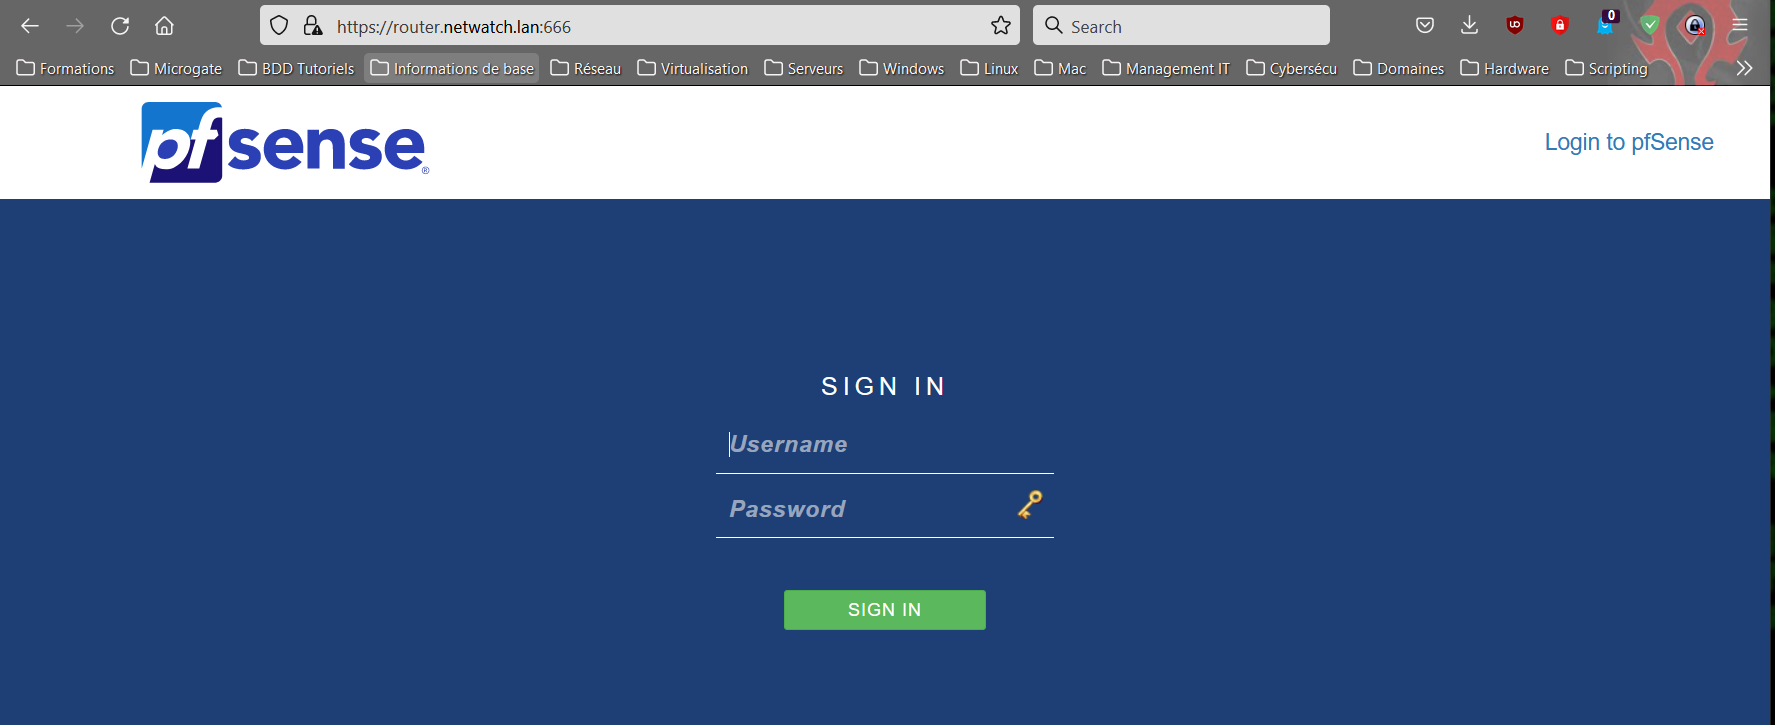 https://router.netwatch.lan:666 Search 0
Formations Microgate BDD Tutoriels Informations de base Réseau Virtualisation Serveurs Windows Linux Mac Management IT Cybersécu Domaines Hardware Scripting
pfsense® Login to pfSense
SIGN IN
Username
Password
SIGN IN